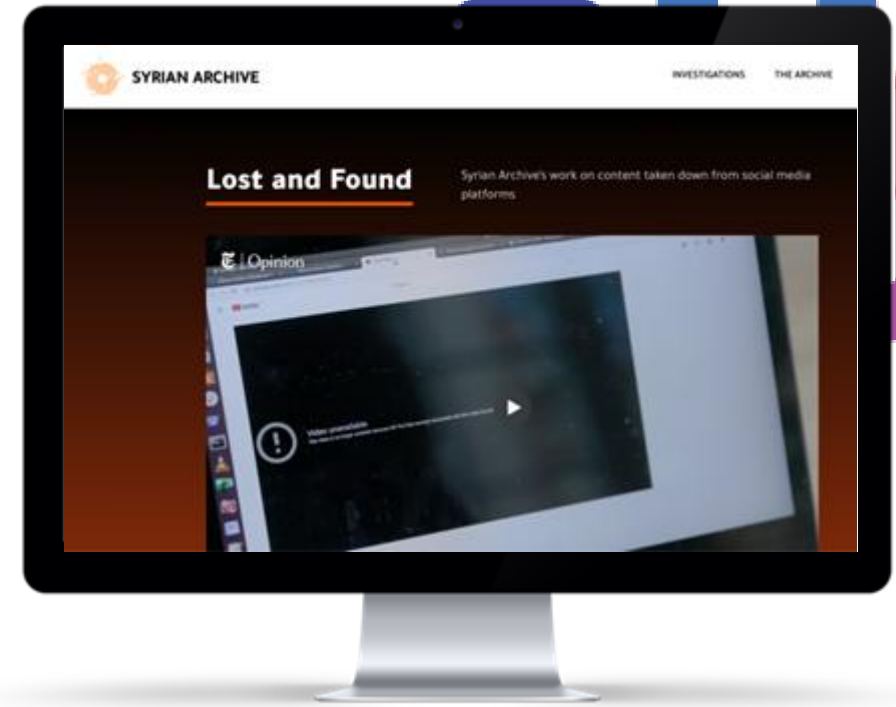 SYRIAN ARCHIVE
INVESTIGATIONS THE ARCHIVE
Lost and Found
Syrian Archive's work on content taken down from social media
platforms
Opinion
Video unavailable